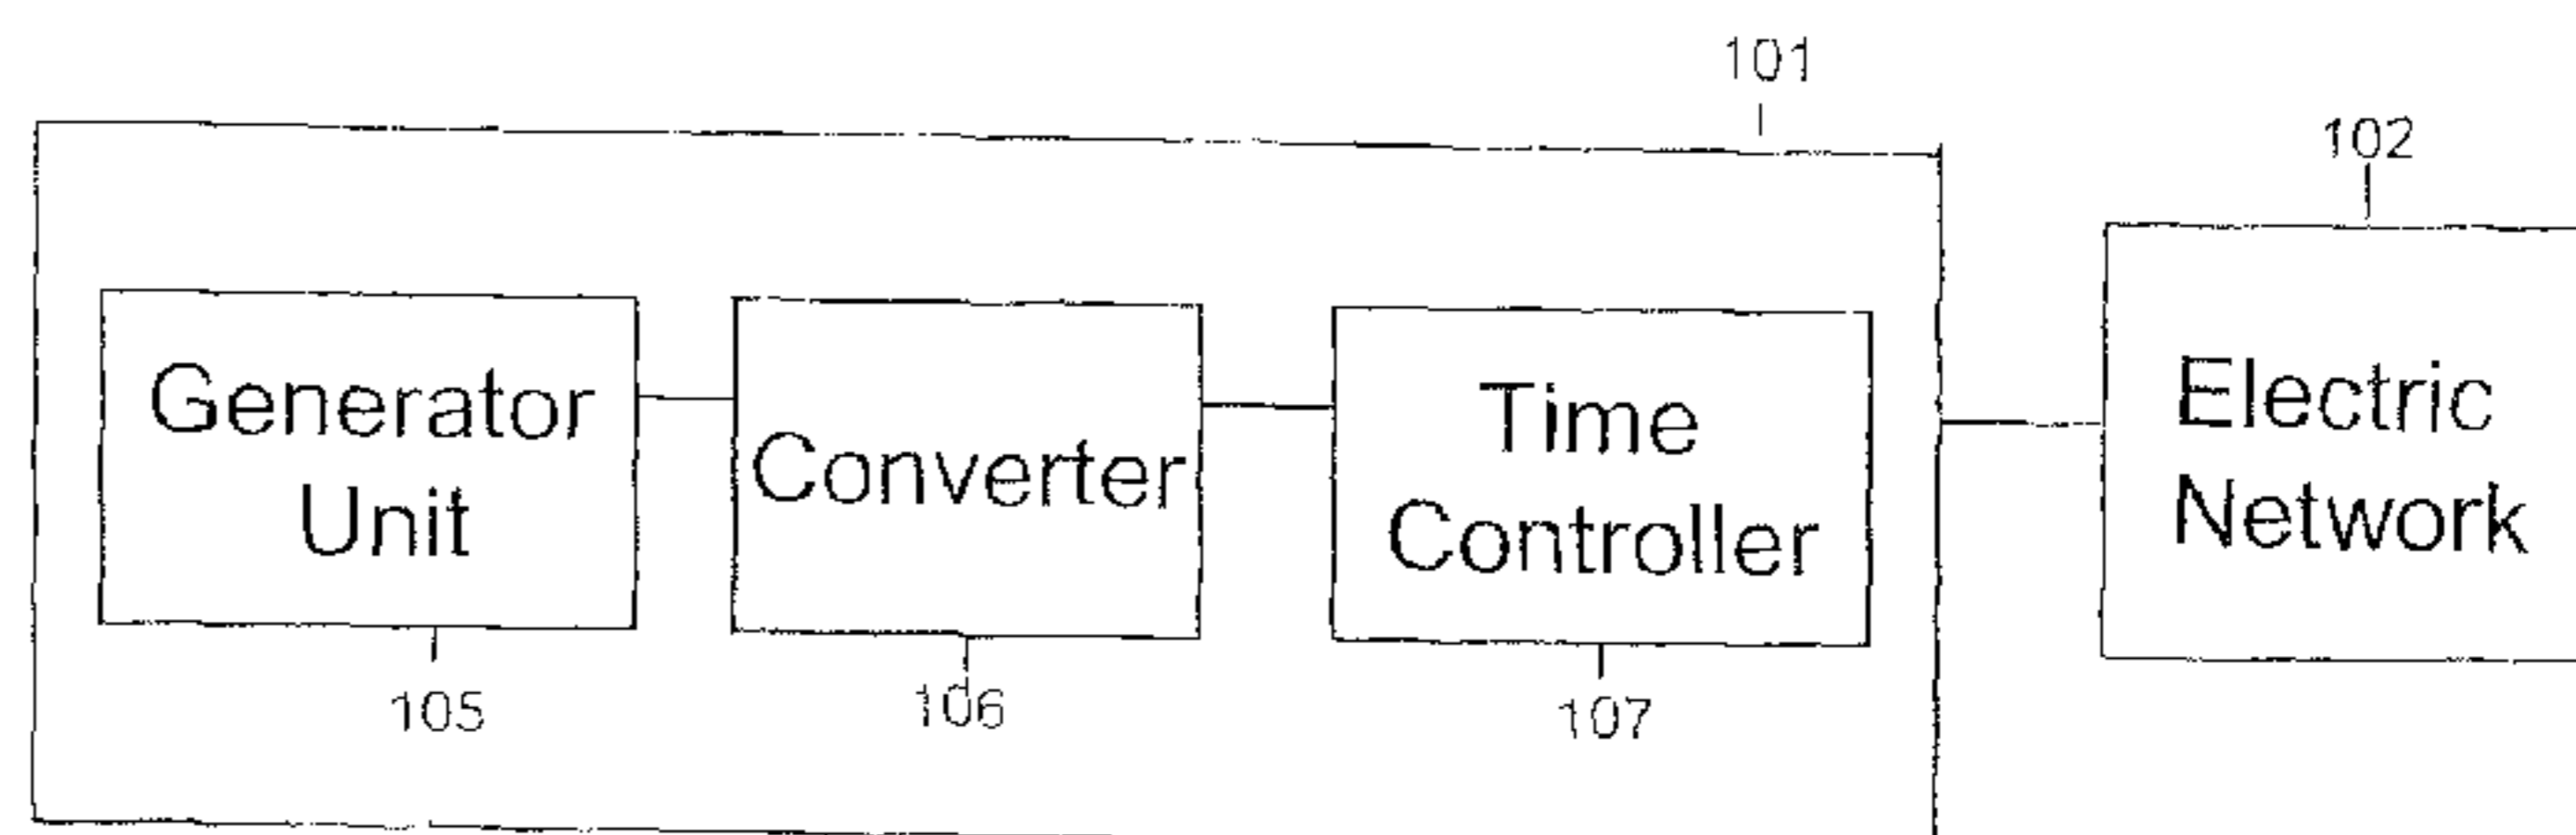 101
102
Generator
Unit
Converter
Time
Controller
Electric
Network
105
106
107